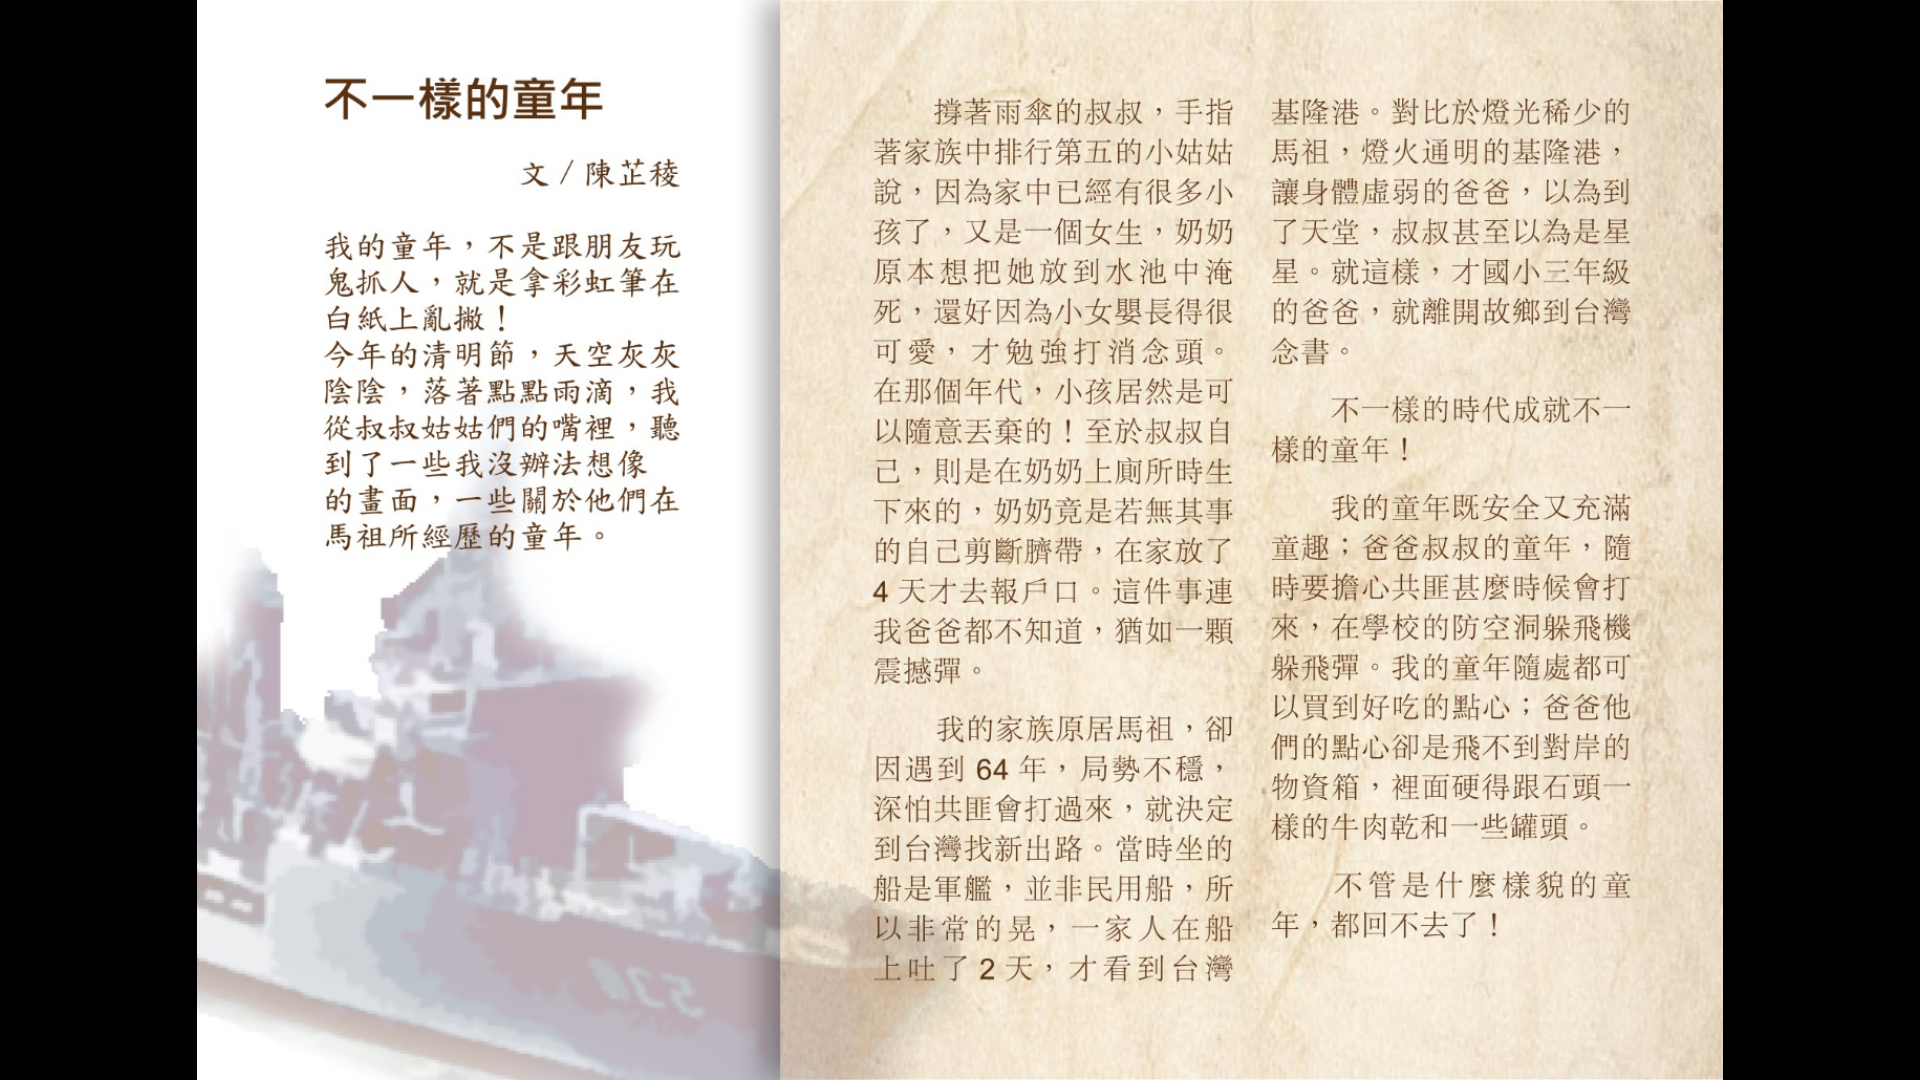 不一樣的童年
文／陳芷稜
我的童年，不是跟朋友玩
鬼抓人，就是拿彩虹筆在
白紙上亂撇！
今年的清明節，天空灰灰
陰陰，落著點點雨滴，我
從叔叔姑姑們的嘴裡，聽
到了一些我沒辦法想像
的畫面，一些關於他們在
馬祖所經歷的童年。
撐著雨傘的叔叔，手指
著家族中排行第五的小姑姑
說，因為家中已經有很多小
孩了，又是一個女生，奶奶
原本想把她放到水池中淹
死，還好因為小女嬰長得很
可愛，才勉強打消念頭。
在那個年代，小孩居然是可
以隨意丟棄的！至於叔叔自
己，則是在奶奶上廁所時生
下來的，奶奶竟是若無其事
的自己剪斷臍帶，在家放了
4 天才去報戶口。這件事連
我爸爸都不知道，猶如一顆
震撼彈。
我的家族原居馬祖，卻
因遇到 64 年，局勢不穩，
深怕共匪會打過來，就決定
到台灣找新出路。當時坐的
船是軍艦，並非民用船，所
以非常的晃，一家人在船
上吐了 2 天，才看到台灣
基隆港。對比於燈光稀少的
馬祖，燈火通明的基隆港，
讓身體虛弱的爸爸，以為到
了天堂，叔叔甚至以為是星
星。就這樣，才國小三年級
的爸爸，就離開故鄉到台灣
念書。
不一樣的時代成就不一
樣的童年！
我的童年既安全又充滿
童趣；爸爸叔叔的童年，隨
時要擔心共匪甚麼時候會打
來，在學校的防空洞躲飛機
躲飛彈。我的童年隨處都可
以買到好吃的點心；爸爸他
們的點心卻是飛不到對岸的
物資箱，裡面硬得跟石頭一
樣的牛肉乾和一些罐頭。
不管是什麼樣貌的童
年，都回不去了！